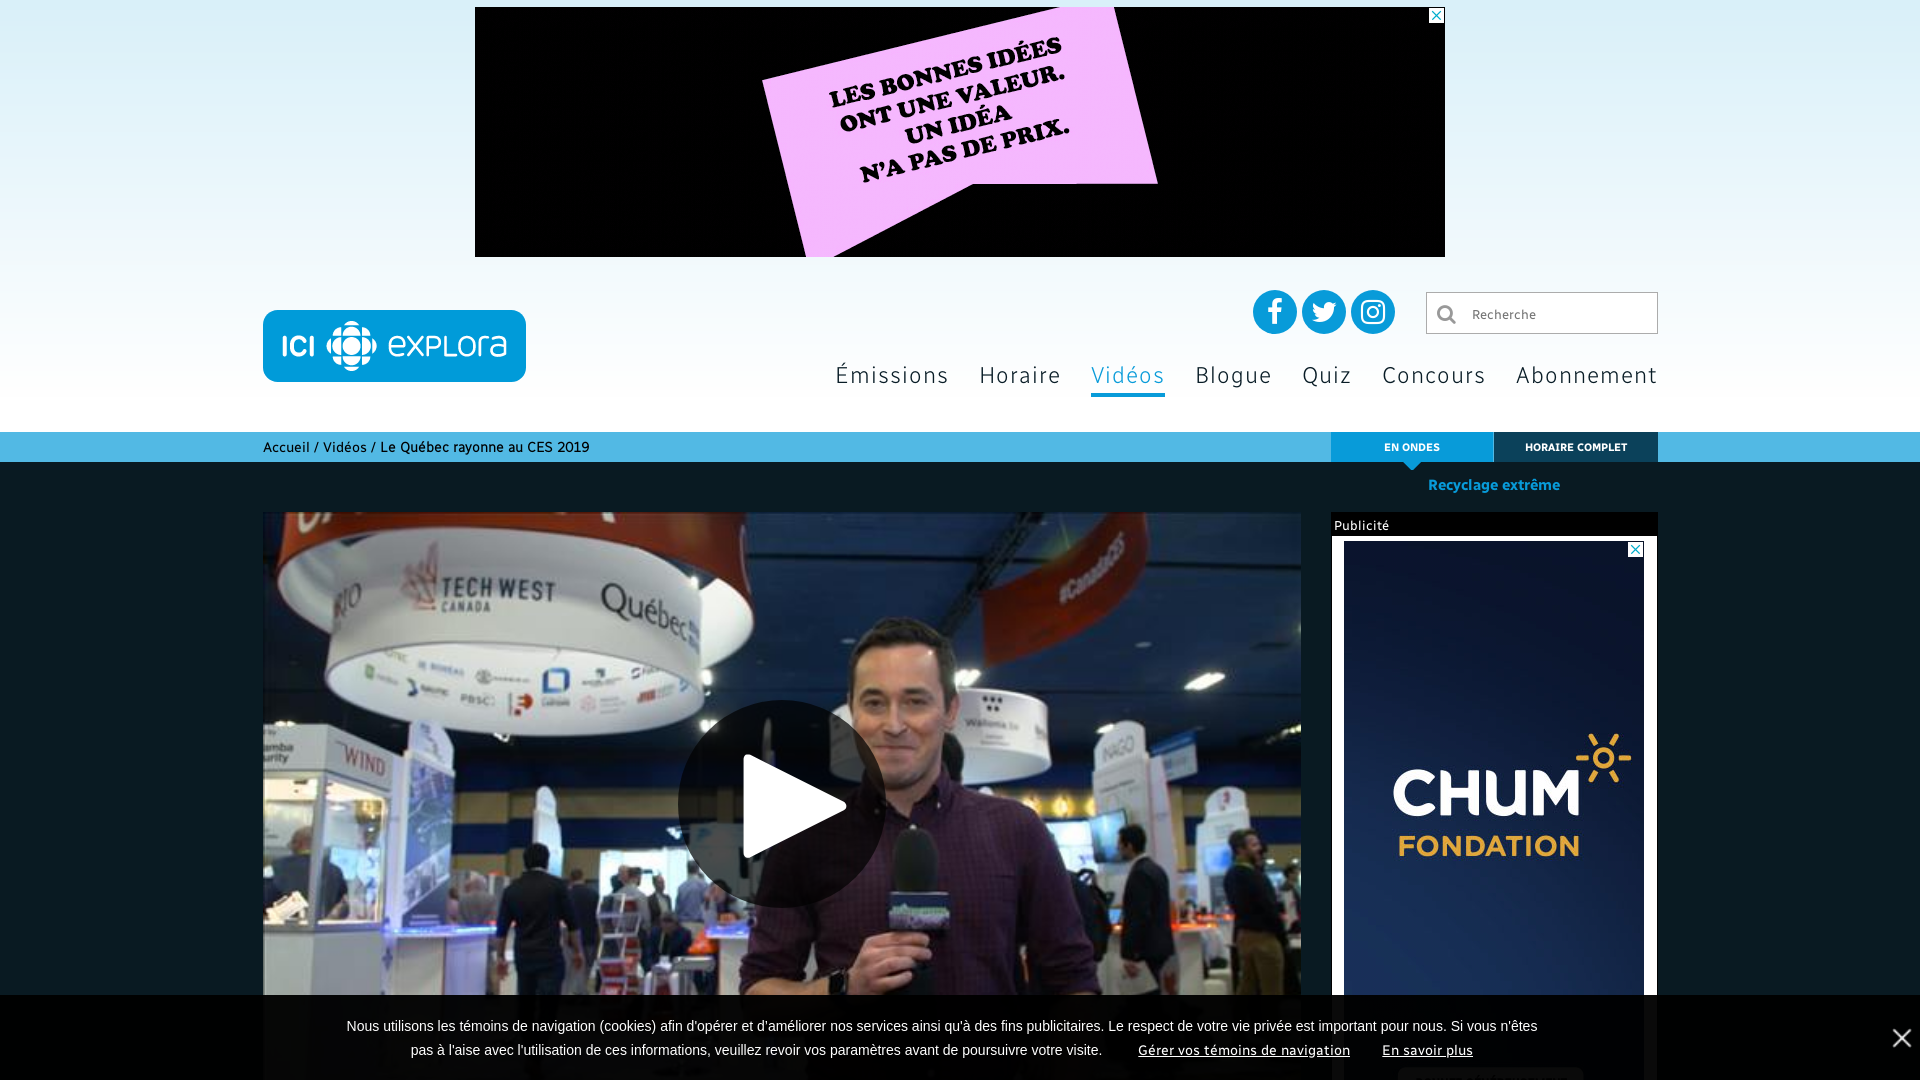 LES BONNES IDÉES
ONT UNE VALEUR.
UN IDÉA
N'A PAS DE PRIX.
ICI explora
Recherche
Émissions Horaire Vidéos Blogue Quiz Concours Abonnement
Accueil / Vidéos / Le Québec rayonne au CES 2019
EN ONDES
HORAIRE COMPLET
Recyclage extrême
Publicité
TECH WEST
CANADA
Québec
#CanadaCES
WIND
NAGO
CHUM
FONDATION
Nous utilisons les témoins de navigation (cookies) afin d'opérer et d’améliorer nos services ainsi qu'à des fins publicitaires. Le respect de votre vie privée est important pour nous. Si vous n'êtes
pas à l'aise avec l'utilisation de ces informations, veuillez revoir vos paramètres avant de poursuivre votre visite. Gérer vos témoins de navigation En savoir plus